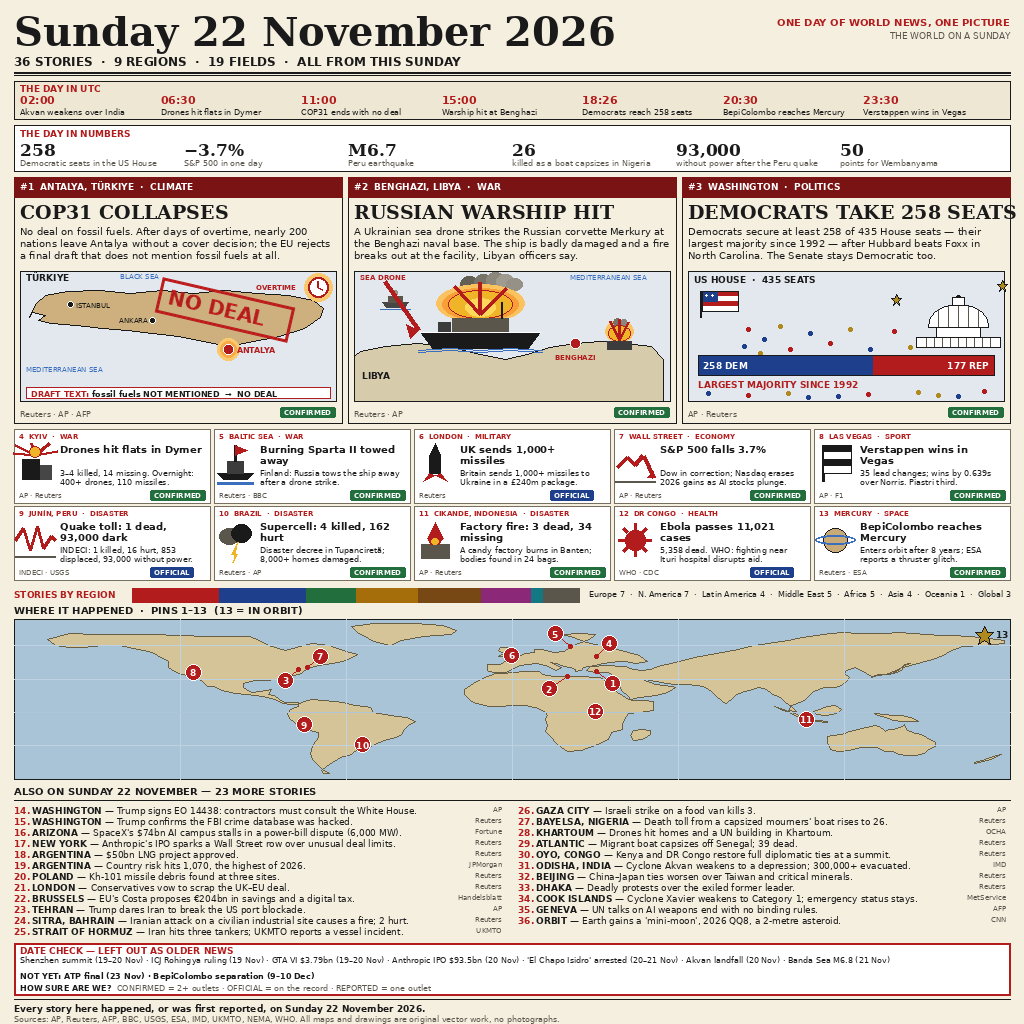 Sunday 22 November 2026
ONE DAY OF WORLD NEWS, ONE PICTURE
THE WORLD ON A SUNDAY
36 STORIES · 9 REGIONS · 19 FIELDS · ALL FROM THIS SUNDAY
THE DAY IN UTC
02:00 06:30 11:00 15:00 18:26 20:30 23:30
Akvan weakens over India Drones hit flats in Dymer COP31 ends with no deal Warship hit at Benghazi Democrats reach 258 seats BepiColombo reaches Mercury Verstappen wins in Vegas
THE DAY IN NUMBERS
258 −3.7% M6.7 26 93,000 50
Democratic seats in the US House S&P 500 in one day Peru earthquake killed as a boat capsizes in Nigeria without power after the Peru quake points for Wembanyama
#1 ANTALYA, TÜRKIYE · CLIMATE
COP31 COLLAPSES
No deal on fossil fuels. After days of overtime, nearly 200
nations leave Antalya without a cover decision; the EU rejects
a final draft that does not mention fossil fuels at all.
TÜRKIYE
BLACK SEA
OVERTIME
ISTANBUL
ANKARA
NO DEAL
ANTALYA
MEDITERRANEAN SEA
DRAFT TEXT: fossil fuels NOT MENTIONED → NO DEAL
Reuters · AP · AFP
CONFIRMED
#2 BENGHAZI, LIBYA · WAR
RUSSIAN WARSHIP HIT
A Ukrainian sea drone strikes the Russian corvette Merkury at
the Benghazi naval base. The ship is badly damaged and a fire
breaks out at the facility, Libyan officers say.
SEA DRONE
MEDITERRANEAN SEA
BENGHAZI
LIBYA
Reuters · AP
CONFIRMED
#3 WASHINGTON · POLITICS
DEMOCRATS TAKE 258 SEATS
Democrats secure at least 258 of 435 House seats — their
largest majority since 1992 — after Hubbard beats Foxx in
North Carolina. The Senate stays Democratic too.
US HOUSE · 435 SEATS
258 DEM
177 REP
LARGEST MAJORITY SINCE 1992
AP · Reuters
CONFIRMED
4 KYIV · WAR
Drones hit flats in Dymer
3–4 killed, 14 missing. Overnight:
400+ drones, 110 missiles.
AP · Reuters
CONFIRMED
5 BALTIC SEA · WAR
Burning Sparta II towed
away
Finland: Russia tows the ship away
after a drone strike.
Reuters · BBC
CONFIRMED
6 LONDON · MILITARY
UK sends 1,000+
missiles
Britain sends 1,000+ missiles to
Ukraine in a £240m package.
Reuters
OFFICIAL
7 WALL STREET · ECONOMY
S&P 500 falls 3.7%
Dow in correction; Nasdaq erases
2026 gains as AI stocks plunge.
AP · Reuters
CONFIRMED
8 LAS VEGAS · SPORT
Verstappen wins in
Vegas
35 lead changes; wins by 0.639s
over Norris. Piastri third.
AP · F1
CONFIRMED
9 JUNÍN, PERU · DISASTER
Quake toll: 1 dead,
93,000 dark
INDECI: 1 killed, 16 hurt, 853
displaced, 93,000 without power.
INDECI · USGS
OFFICIAL
10 BRAZIL · DISASTER
Supercell: 4 killed, 162
hurt
Disaster decree in Tupanciretã;
8,000+ homes damaged.
Reuters · AP
CONFIRMED
11 CIKANDE, INDONESIA · DISASTER
Factory fire: 3 dead, 34
missing
A candy factory burns in Banten;
bodies found in 24 bags.
AP · Reuters
CONFIRMED
12 DR CONGO · HEALTH
Ebola passes 11,021
cases
5,358 dead. WHO: fighting near
Ituri hospital disrupts aid.
WHO · CDC
OFFICIAL
13 MERCURY · SPACE
BepiColombo reaches
Mercury
Enters orbit after 8 years; ESA
reports a thruster glitch.
Reuters · ESA
CONFIRMED
STORIES BY REGION
Europe 7 · N. America 7 · Latin America 4 · Middle East 5 · Africa 5 · Asia 4 · Oceania 1 · Global 3
WHERE IT HAPPENED · PINS 1–13 (13 = IN ORBIT)
5
4
13
6
7
8
3
1
2
12
11
9
10
ALSO ON SUNDAY 22 NOVEMBER — 23 MORE STORIES
14. WASHINGTON — Trump signs EO 14438: contractors must consult the White House. AP
15. WASHINGTON — Trump confirms the FBI crime database was hacked. Reuters
16. ARIZONA — SpaceX's $74bn AI campus stalls in a power-bill dispute (6,000 MW). Fortune
17. NEW YORK — Anthropic's IPO sparks a Wall Street row over unusual deal limits. Reuters
18. ARGENTINA — $50bn LNG project approved. Reuters
19. ARGENTINA — Country risk hits 1,070, the highest of 2026. JPMorgan
20. POLAND — Kh-101 missile debris found at three sites. Reuters
21. LONDON — Conservatives vow to scrap the UK–EU deal. Reuters
22. BRUSSELS — EU's Costa proposes €204bn in savings and a digital tax. Handelsblatt
23. TEHRAN — Trump dares Iran to break the US port blockade. AP
24. SITRA, BAHRAIN — Iranian attack on a civilian industrial site causes a fire; 2 hurt. Reuters
25. STRAIT OF HORMUZ — Iran hits three tankers; UKMTO reports a vessel incident. UKMTO
26. GAZA CITY — Israeli strike on a food van kills 3. AP
27. BAYELSA, NIGERIA — Death toll from a capsized mourners' boat rises to 26. Reuters
28. KHARTOUM — Drones hit homes and a UN building in Khartoum. OCHA
29. ATLANTIC — Migrant boat capsizes off Senegal; 39 dead. Reuters
30. OYO, CONGO — Kenya and DR Congo restore full diplomatic ties at a summit. Reuters
31. ODISHA, INDIA — Cyclone Akvan weakens to a depression; 300,000+ evacuated. IMD
32. BEIJING — China–Japan ties worsen over Taiwan and critical minerals. Reuters
33. DHAKA — Deadly protests over the exiled former leader. Reuters
34. COOK ISLANDS — Cyclone Xavier weakens to Category 1; emergency status stays. MetService
35. GENEVA — UN talks on AI weapons end with no binding rules. AFP
36. ORBIT — Earth gains a 'mini-moon', 2026 QQ8, a 2-metre asteroid. CNN
DATE CHECK — LEFT OUT AS OLDER NEWS
Shenzhen summit (19–20 Nov) · ICJ Rohingya ruling (19 Nov) · GTA VI $3.79bn (19–20 Nov) · Anthropic IPO $93.5bn (20 Nov) · 'El Chapo Isidro' arrested (20–21 Nov) · Akvan landfall (20 Nov) · Banda Sea M6.8 (21 Nov)
NOT YET: ATP final (23 Nov) · BepiColombo separation (9–10 Dec)
HOW SURE ARE WE? CONFIRMED = 2+ outlets · OFFICIAL = on the record · REPORTED = one outlet
Every story here happened, or was first reported, on Sunday 22 November 2026.
Sources: AP, Reuters, AFP, BBC, USGS, ESA, IMD, UKMTO, NEMA, WHO. All maps and drawings are original vector work, no photographs.